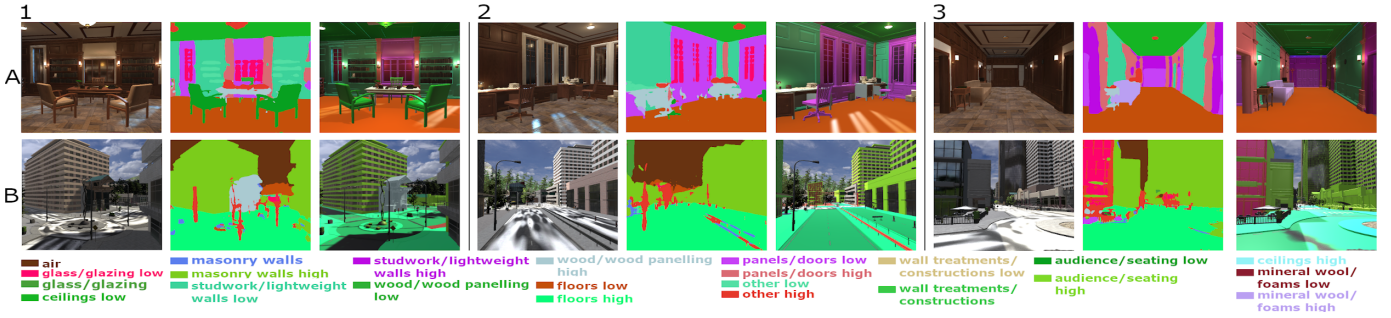 1
2
3
A
B
air
glass/glazing low
glass/glazing
ceilings low
masonry walls
masonry walls high
studwork/lightweight
walls low
studwork/lightweight
walls high
wood/wood panelling
low
wood/wood panelling
high
floors low
floors high
panels/doors low
panels/doors high
other low
other high
wall treatments/
constructions low
wall treatments/
constructions
audience/seating low
audience/seating
high
ceilings high
mineral wool/
foams low
mineral wool/
foams high